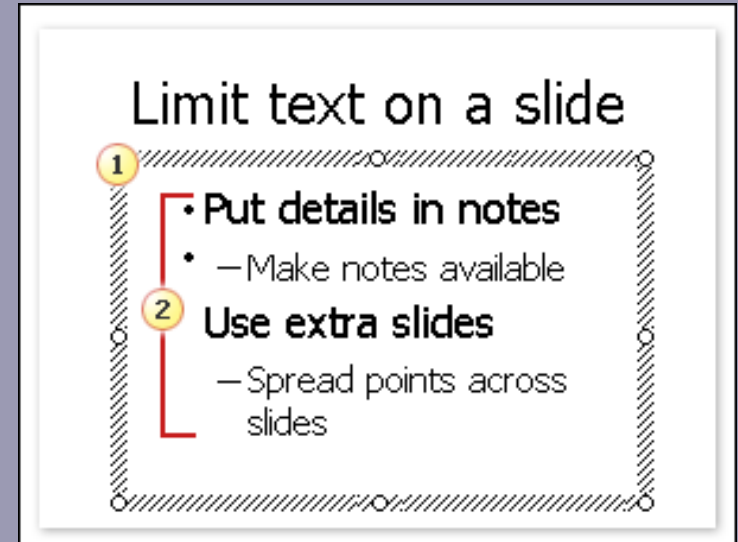 Limit text on a slide
1
• Put details in notes
• —Make notes available
2
Use extra slides
—Spread points across
slides